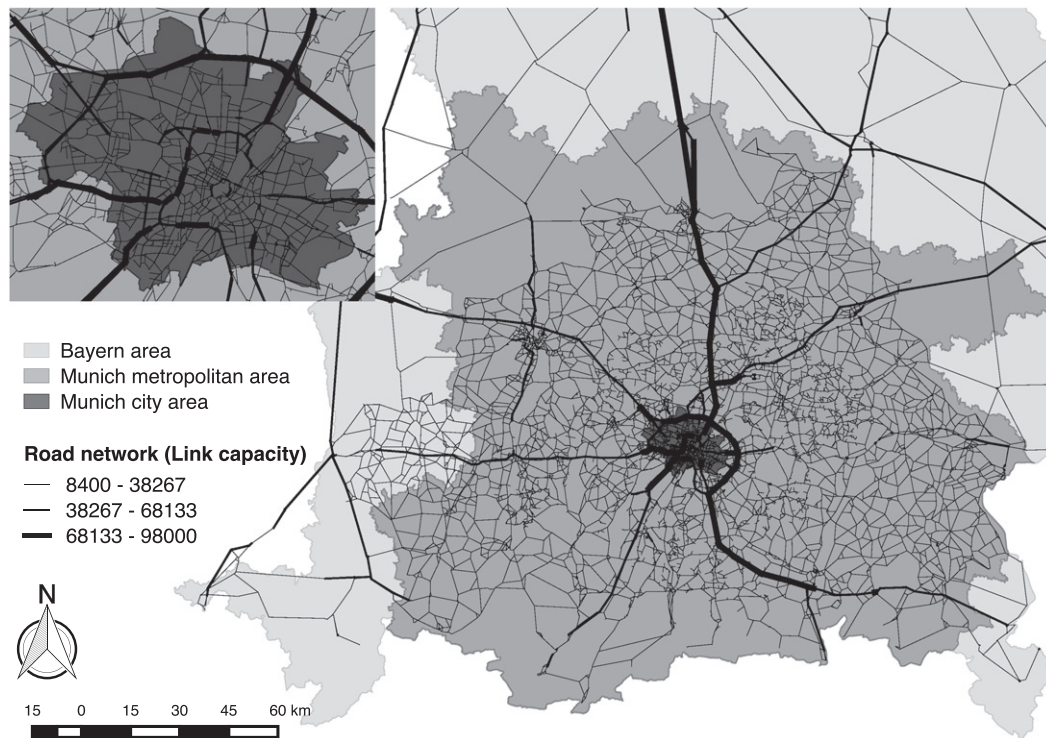 Bayern area
Munich metropolitan area
Munich city area
Road network (Link capacity)
8400 - 38267
38267 - 68133
68133 - 98000
N
15 0 15 30 45 60 km